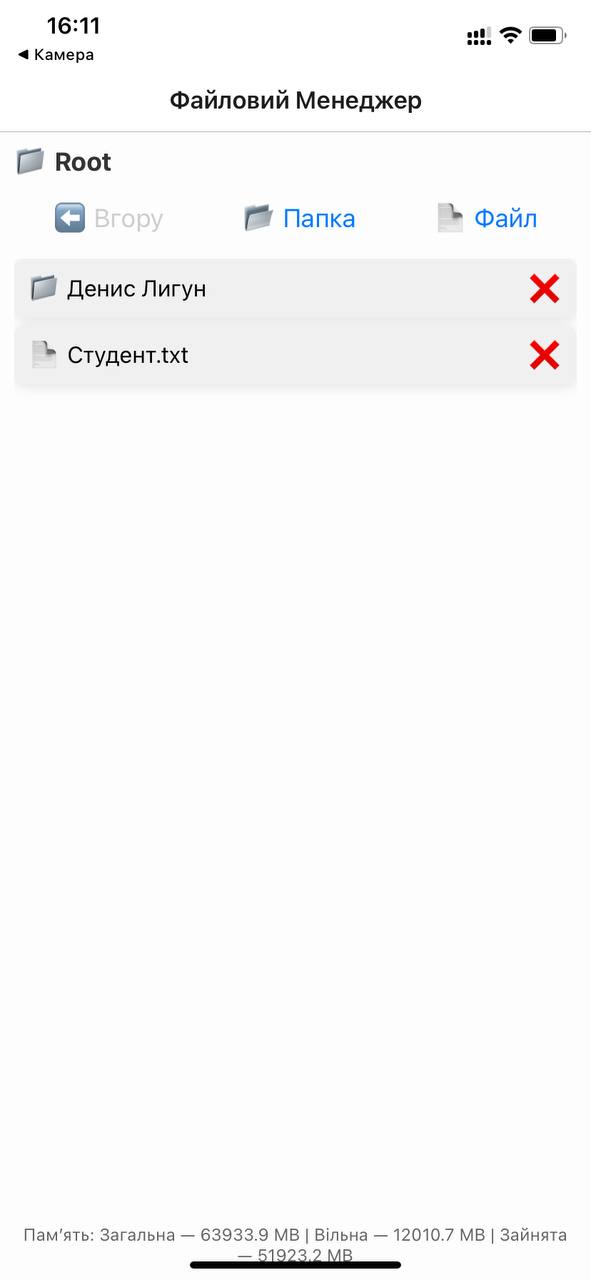 16:11
◀ Камера
Файловий Менеджер
Root
Вгору
Папка
Файл
Денис Лигун
Студент.txt
Пам’ять: Загальна — 63933.9 MB | Вільна — 12010.7 MB | Зайнята
— 51923.2 MB